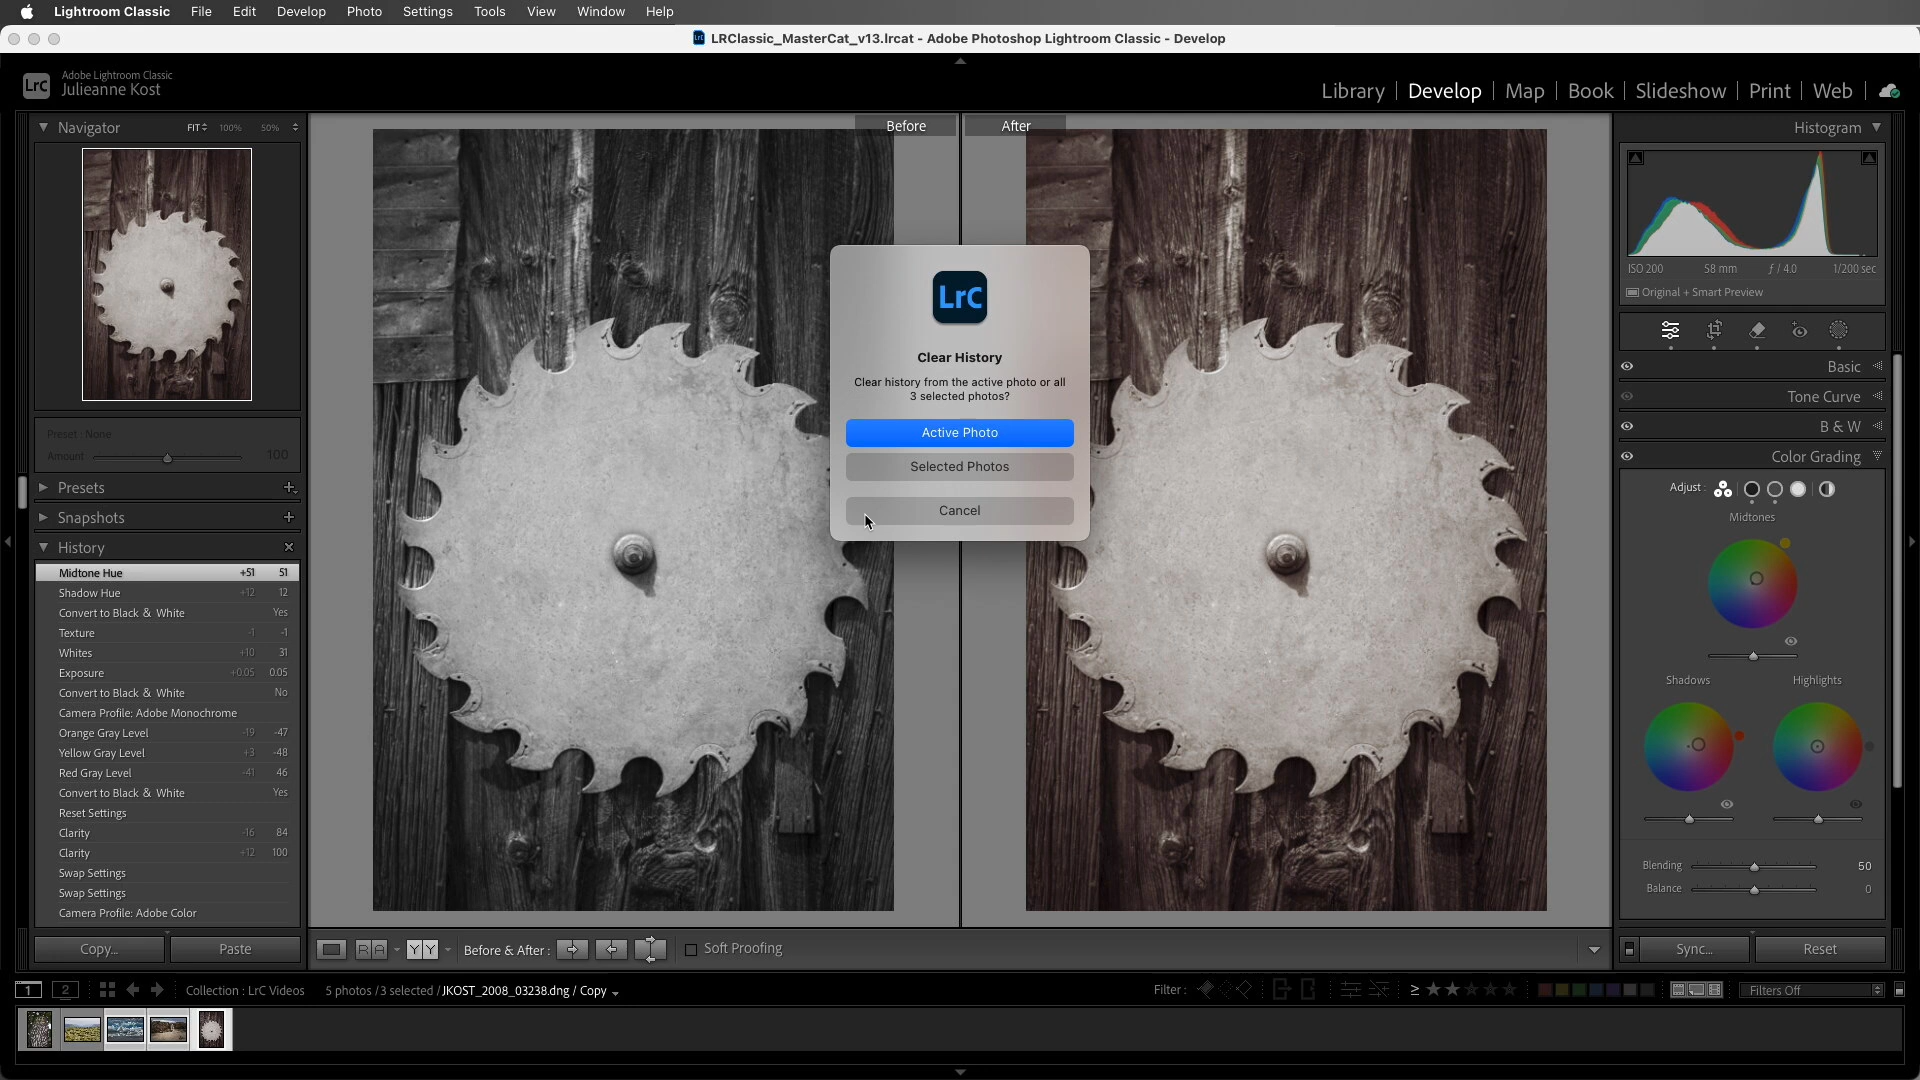 Lightroom Classic File Edit Develop Photo Settings Tools View Window Help
LRClassic_MasterCat_v13.lrcat - Adobe Photoshop Lightroom Classic - Develop
LrC
Adobe Lightroom Classic
Julieanne Kost
Library | Develop | Map | Book | Slideshow | Print | Web |
Navigator FIT 100% 50%
Preset : None
Amount 100
Presets
Snapshots
History
Midtone Hue +51 51
Shadow Hue +12 12
Convert to Black & White Yes
Texture -1 -1
Whites +10 31
Exposure +0.05 0.05
Convert to Black & White No
Camera Profile: Adobe Monochrome
Orange Gray Level -19 -47
Yellow Gray Level +3 -48
Red Gray Level -41 46
Convert to Black & White Yes
Reset Settings
Clarity -16 84
Clarity +12 100
Swap Settings
Swap Settings
Camera Profile: Adobe Color
Copy... Paste
Before After
LrC
Clear History
Clear history from the active photo or all
3 selected photos?
Active Photo
Selected Photos
Cancel
Histogram
ISO 200 58 mm ƒ / 4.0 1/200 sec
Original + Smart Preview
Basic
Tone Curve
B & W
Color Grading
Adjust :
Midtones
Shadows Highlights
Blending 50
Balance 0
Sync... Reset
R A Y Y Before & After : Soft Proofing
1 2 Collection : LrC Videos 5 photos / 3 selected / JKOST_2008_03238.dng / Copy Filter : ≥ ★★★★★ Filters Off